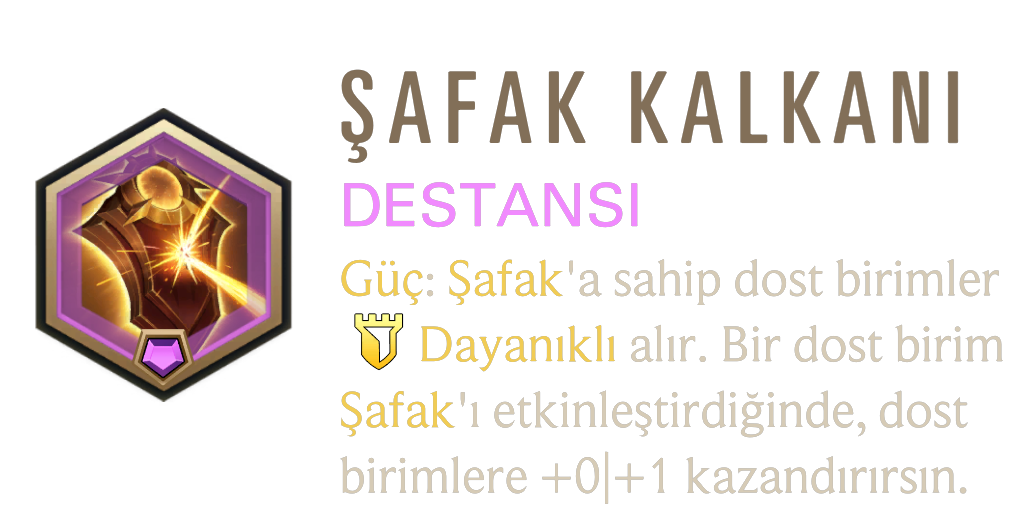 ŞAFAK KALKANI
DESTANSI
Güç: Şafak'a sahip dost birimler
Dayanıklı alır. Bir dost birim
Şafak'ı etkinleştirdiğinde, dost
birimlere +0|+1 kazandırırsın.